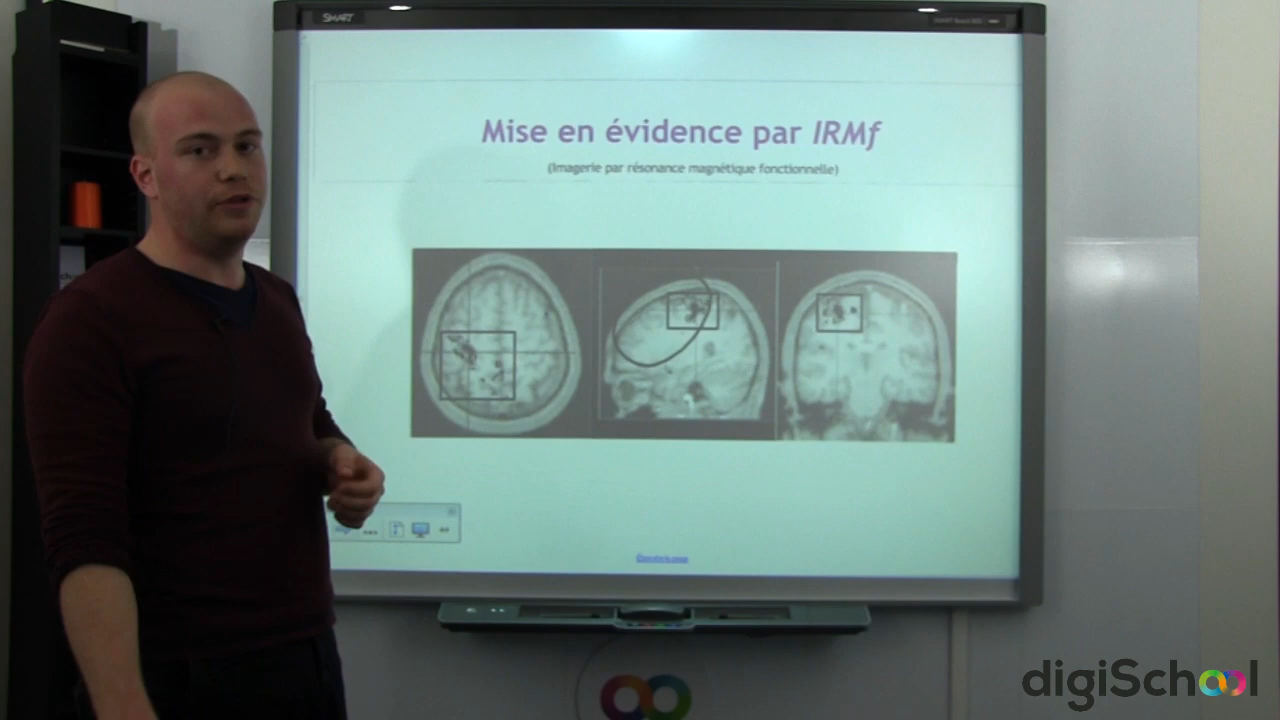 SMART
Mise en évidence par IRMf
(Imagerie par résonance magnétique fonctionnelle)
digiSchool